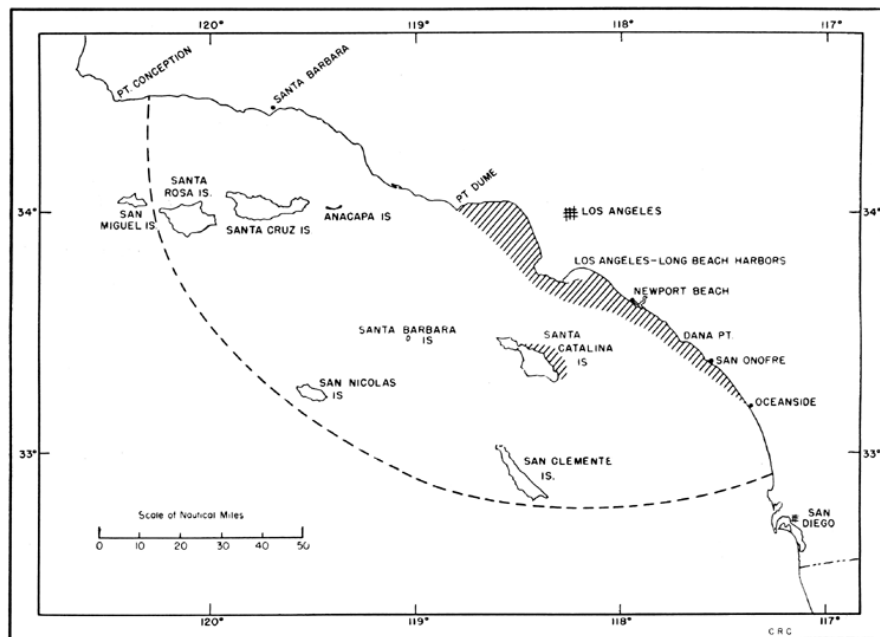 120°
119°
118°
117°
PT. CONCEPTION
SANTA BARBARA
SANTA
ROSA IS.
PT. DUME
34°
34°
SAN
MIGUEL IS
SANTA CRUZ IS
ANACAPA IS
LOS ANGELES
LOS ANGELES-LONG BEACH HARBORS
NEWPORT BEACH
SANTA BARBARA
IS
SANTA
CATALINA
IS
DANA PT.
SAN ONOFRE
SAN NICOLAS
IS
OCEANSIDE
33°
33°
SAN CLEMENTE
IS.
Scale of Nautical Miles
0 10 20 30 40 50
SAN
DIEGO
120°
119°
118°
117°
CRC